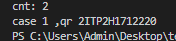 cnt: 2
case 1 ,qr 2ITP2H1712220
PS C:\Users\Admin\Desktop\t